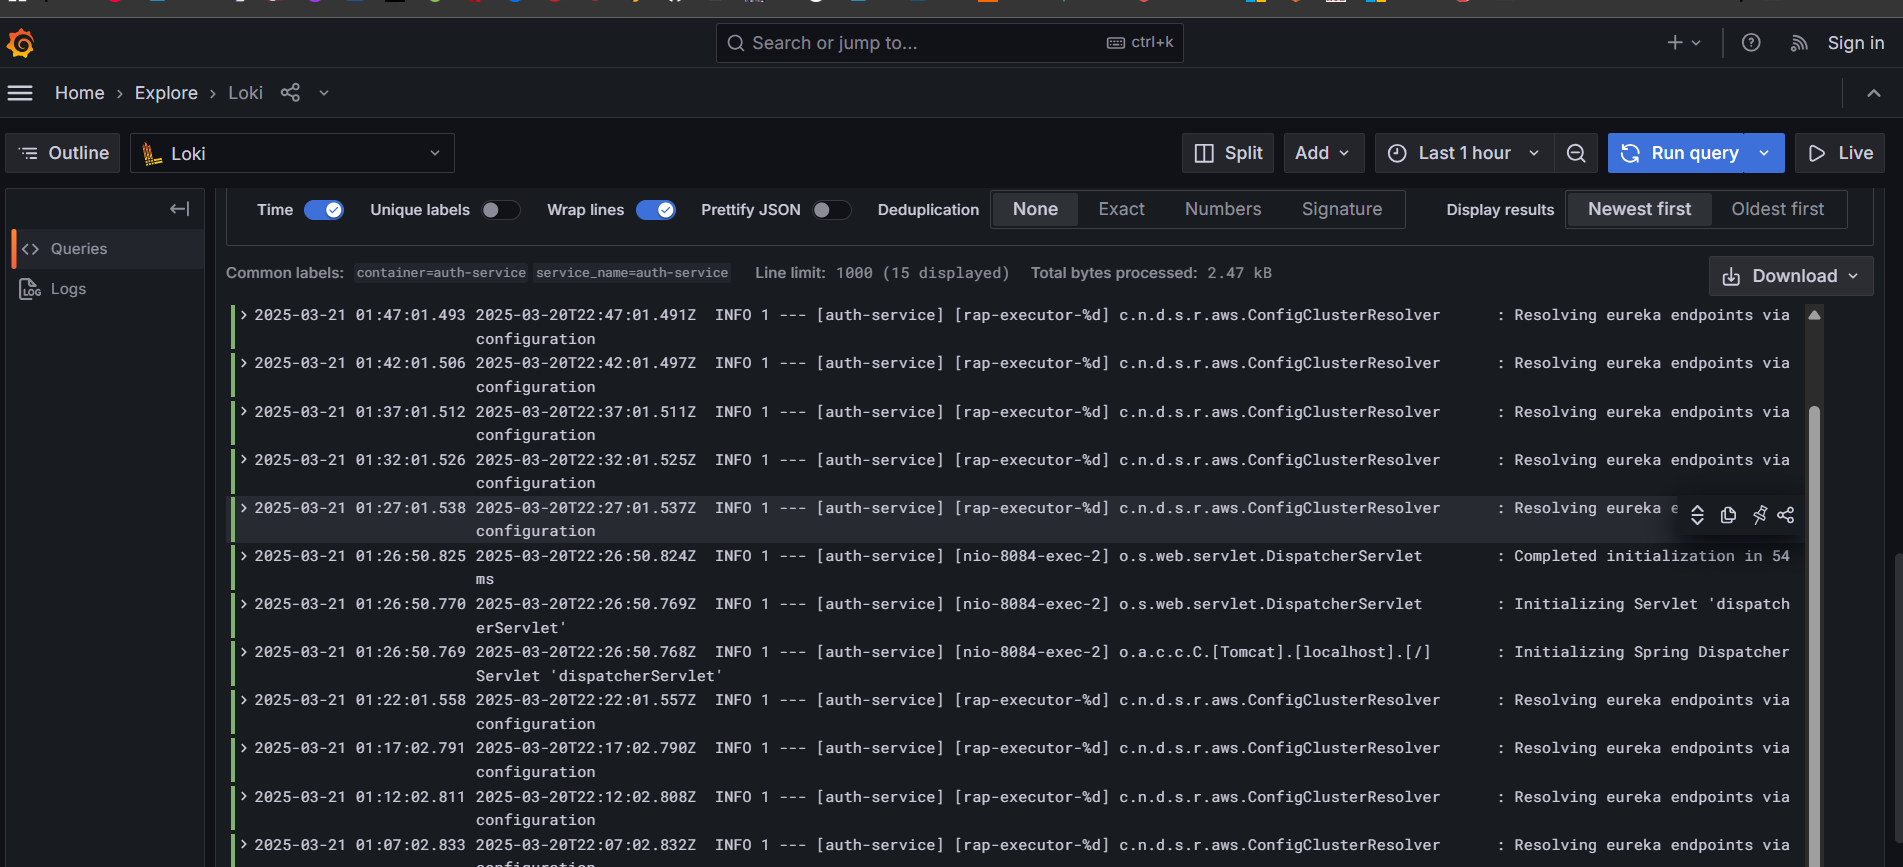 Search or jump to... ctrl+k Sign in
Home › Explore › Loki
Outline Loki Split Add Last 1 hour Run query Live
Time Unique labels Wrap lines Prettify JSON Deduplication None Exact Numbers Signature Display results Newest first Oldest first
Queries
Logs
Common labels: container=auth-service service_name=auth-service Line limit: 1000 (15 displayed) Total bytes processed: 2.47 kB
Download
2025-03-21 01:47:01.493 2025-03-20T22:47:01.491Z INFO 1 --- [auth-service] [rap-executor-%d] c.n.d.s.r.aws.ConfigClusterResolver : Resolving eureka endpoints via
configuration
2025-03-21 01:42:01.506 2025-03-20T22:42:01.497Z INFO 1 --- [auth-service] [rap-executor-%d] c.n.d.s.r.aws.ConfigClusterResolver : Resolving eureka endpoints via
configuration
2025-03-21 01:37:01.512 2025-03-20T22:37:01.511Z INFO 1 --- [auth-service] [rap-executor-%d] c.n.d.s.r.aws.ConfigClusterResolver : Resolving eureka endpoints via
configuration
2025-03-21 01:32:01.526 2025-03-20T22:32:01.525Z INFO 1 --- [auth-service] [rap-executor-%d] c.n.d.s.r.aws.ConfigClusterResolver : Resolving eureka endpoints via
configuration
2025-03-21 01:27:01.538 2025-03-20T22:27:01.537Z INFO 1 --- [auth-service] [rap-executor-%d] c.n.d.s.r.aws.ConfigClusterResolver : Resolving eureka e
configuration
2025-03-21 01:26:50.825 2025-03-20T22:26:50.824Z INFO 1 --- [auth-service] [nio-8084-exec-2] o.s.web.servlet.DispatcherServlet : Completed initialization in 54
ms
2025-03-21 01:26:50.770 2025-03-20T22:26:50.769Z INFO 1 --- [auth-service] [nio-8084-exec-2] o.s.web.servlet.DispatcherServlet : Initializing Servlet 'dispatch
erServlet'
2025-03-21 01:26:50.769 2025-03-20T22:26:50.768Z INFO 1 --- [auth-service] [nio-8084-exec-2] o.a.c.c.C.[Tomcat].[localhost].[/] : Initializing Spring Dispatcher
Servlet 'dispatcherServlet'
2025-03-21 01:22:01.558 2025-03-20T22:22:01.557Z INFO 1 --- [auth-service] [rap-executor-%d] c.n.d.s.r.aws.ConfigClusterResolver : Resolving eureka endpoints via
configuration
2025-03-21 01:17:02.791 2025-03-20T22:17:02.790Z INFO 1 --- [auth-service] [rap-executor-%d] c.n.d.s.r.aws.ConfigClusterResolver : Resolving eureka endpoints via
configuration
2025-03-21 01:12:02.811 2025-03-20T22:12:02.808Z INFO 1 --- [auth-service] [rap-executor-%d] c.n.d.s.r.aws.ConfigClusterResolver : Resolving eureka endpoints via
configuration
2025-03-21 01:07:02.833 2025-03-20T22:07:02.832Z INFO 1 --- [auth-service] [rap-executor-%d] c.n.d.s.r.aws.ConfigClusterResolver : Resolving eureka endpoints via